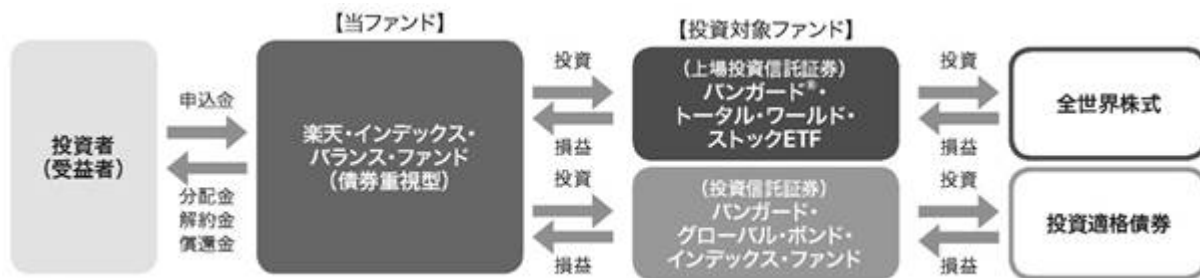 【当ファンド】
【投資対象ファンド】
投資者
(受益者)
申込金
分配金
解約金
償還金
楽天・インデックス・
バランス・ファンド
(債券重視型)
投資
損益
投資
損益
(上場投資信託証券)
バンガード®・
トータル・ワールド・
ストックETF
(投資信託証券)
バンガード・
グローバル・ボンド・
インデックス・ファンド
投資
損益
投資
損益
全世界株式
投資適格債券